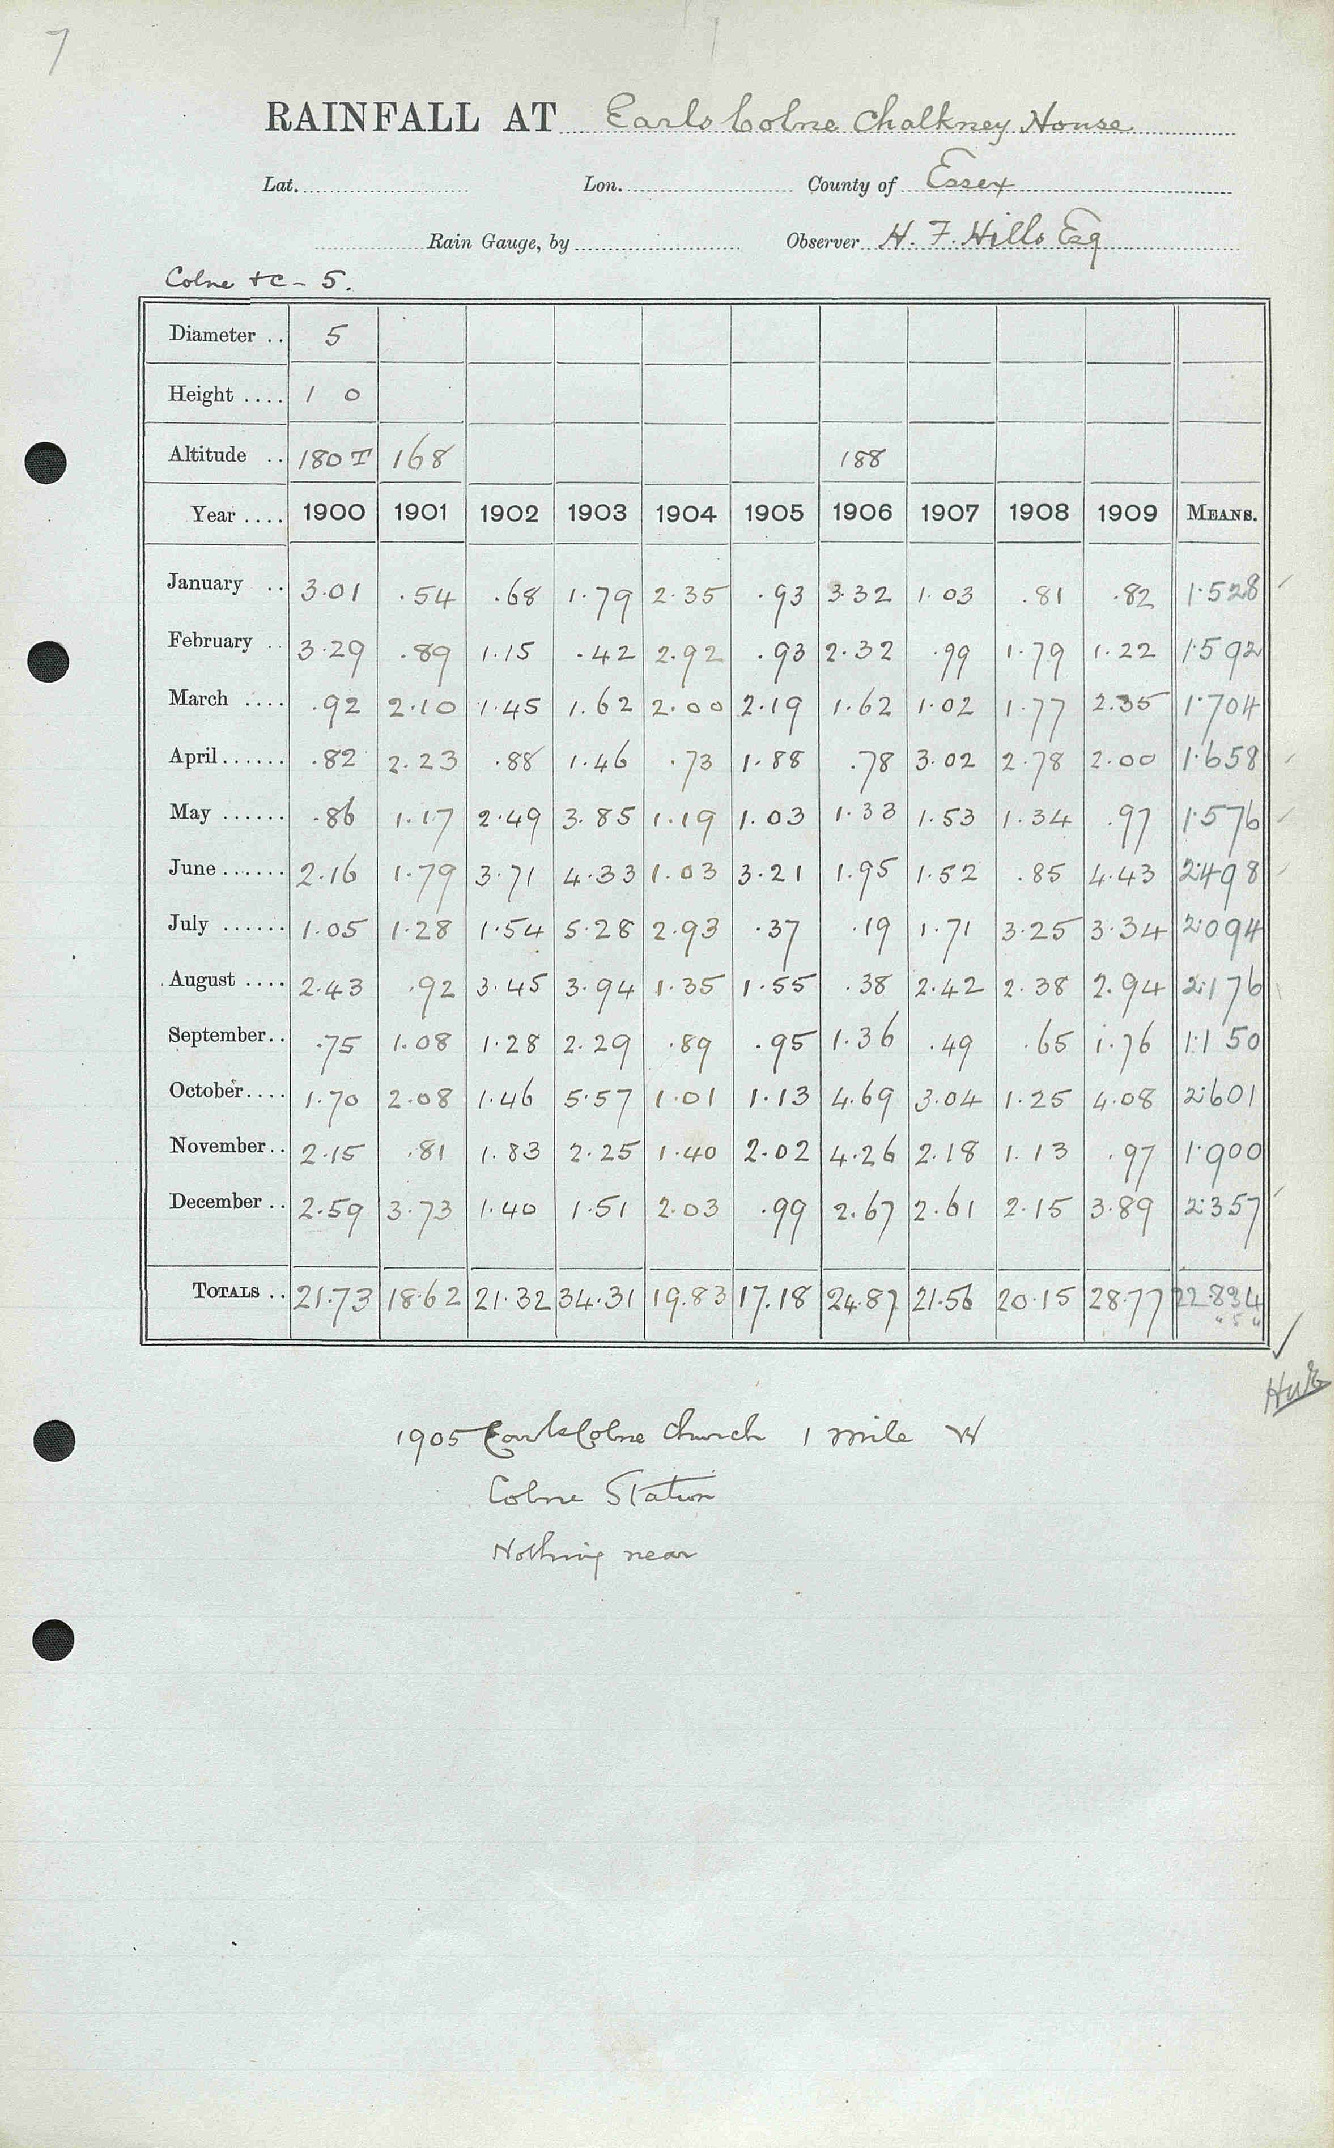 7
RAINFALL AT Earls Colne Chalkney House
Lat. Lon. County of Essex
Rain Gauge, by Observer H. F. Hills Esq
Colne +c - 5.
Diameter .. 5
Height .... 1 0
Altitude .. 180 T 168 188
Year .... 1900 1901 1902 1903 1904 1905 1906 1907 1908 1909 MEANS.
January .. 3.01 .54 .68 1.79 2.35 .93 3.32 1.03 .81 .82 1.528
February .. 3.29 .89 1.15 .42 2.92 .93 2.32 .99 1.79 1.22 1.592
March .... .92 2.10 1.45 1.62 2.00 2.19 1.62 1.02 1.77 2.35 1.704
April...... .82 2.23 .88 1.46 .73 1.88 .78 3.02 2.78 2.00 1.658
May ...... .86 1.17 2.49 3.85 1.19 1.03 1.33 1.53 1.34 .97 1.576
June...... 2.16 1.79 3.71 4.33 1.03 3.21 1.95 1.52 .85 4.43 2.498
July ...... 1.05 1.28 1.54 5.28 2.93 .37 .19 1.71 3.25 3.34 2.094
August .... 2.43 .92 3.45 3.94 1.35 1.55 .38 2.42 2.38 2.94 2.176
September.. .75 1.08 1.28 2.29 .89 .95 1.36 .49 .65 1.76 1.150
October.... 1.70 2.08 1.46 5.57 1.01 1.13 4.69 3.04 1.25 4.08 2.601
November.. 2.15 .81 1.83 2.25 1.40 2.02 4.26 2.18 1.13 .97 1.900
December .. 2.59 3.73 1.40 1.51 2.03 .99 2.67 2.61 2.15 3.89 2.357
TOTALS .. 21.73 18.62 21.32 34.31 19.83 17.18 24.87 21.56 20.15 28.77 22.834
" 5 "
1905 Earls Colne Church 1 mile W
Colne Station
Nothing near